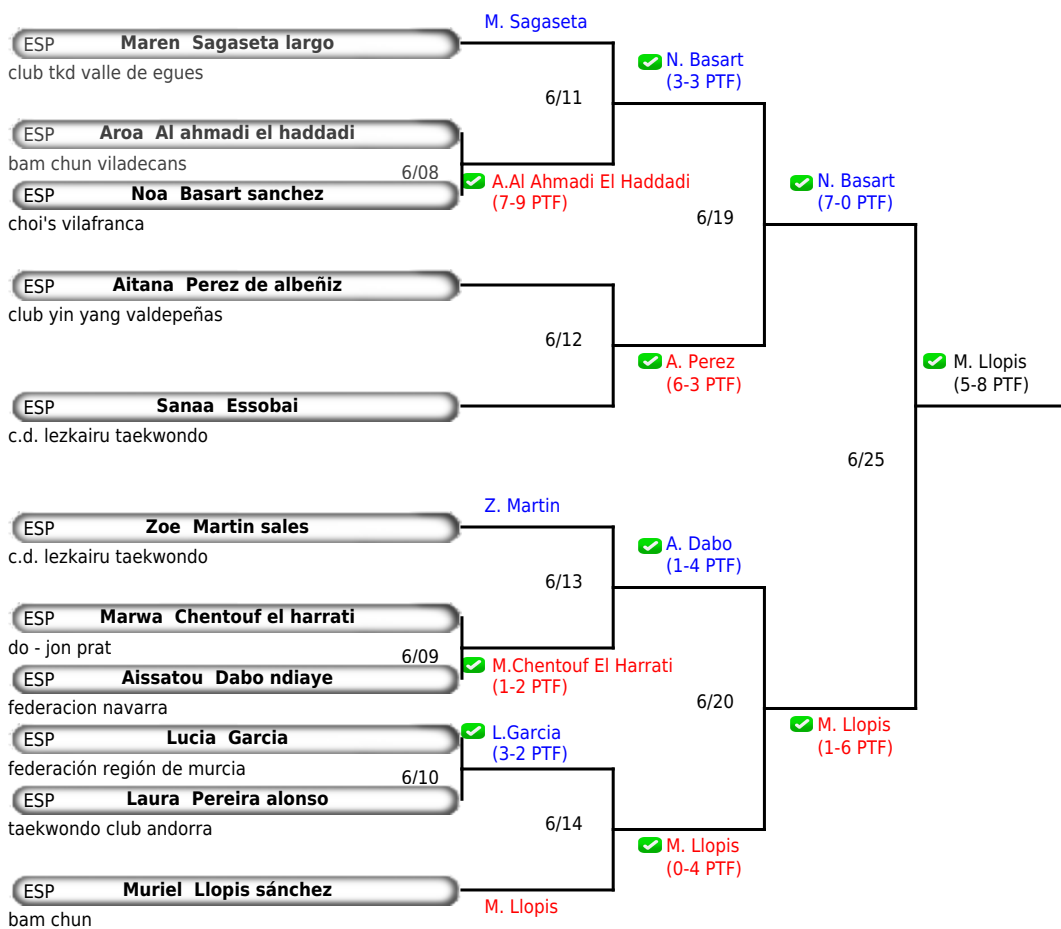 M. Sagaseta
ESP Maren Sagaseta largo
club tkd valle de egues
N. Basart
(3-3 PTF)
6/11
ESP Aroa Al ahmadi el haddadi
bam chun viladecans
6/08
A.Al Ahmadi El Haddadi
(7-9 PTF)
ESP Noa Basart sanchez
choi's vilafranca
N. Basart
(7-0 PTF)
6/19
ESP Aitana Perez de albeñiz
club yin yang valdepeñas
6/12
A. Perez
(6-3 PTF)
M. Llopis
(5-8 PTF)
ESP Sanaa Essobai
c.d. lezkairu taekwondo
6/25
Z. Martin
ESP Zoe Martin sales
c.d. lezkairu taekwondo
A. Dabo
(1-4 PTF)
6/13
ESP Marwa Chentouf el harrati
do - jon prat
6/09
M.Chentouf El Harrati
(1-2 PTF)
ESP Aissatou Dabo ndiaye
federacion navarra
6/20
ESP Lucia Garcia
L.Garcia
(3-2 PTF)
M. Llopis
(1-6 PTF)
federación región de murcia
6/10
ESP Laura Pereira alonso
taekwondo club andorra
6/14
M. Llopis
(0-4 PTF)
ESP Muriel Llopis sánchez
M. Llopis
bam chun